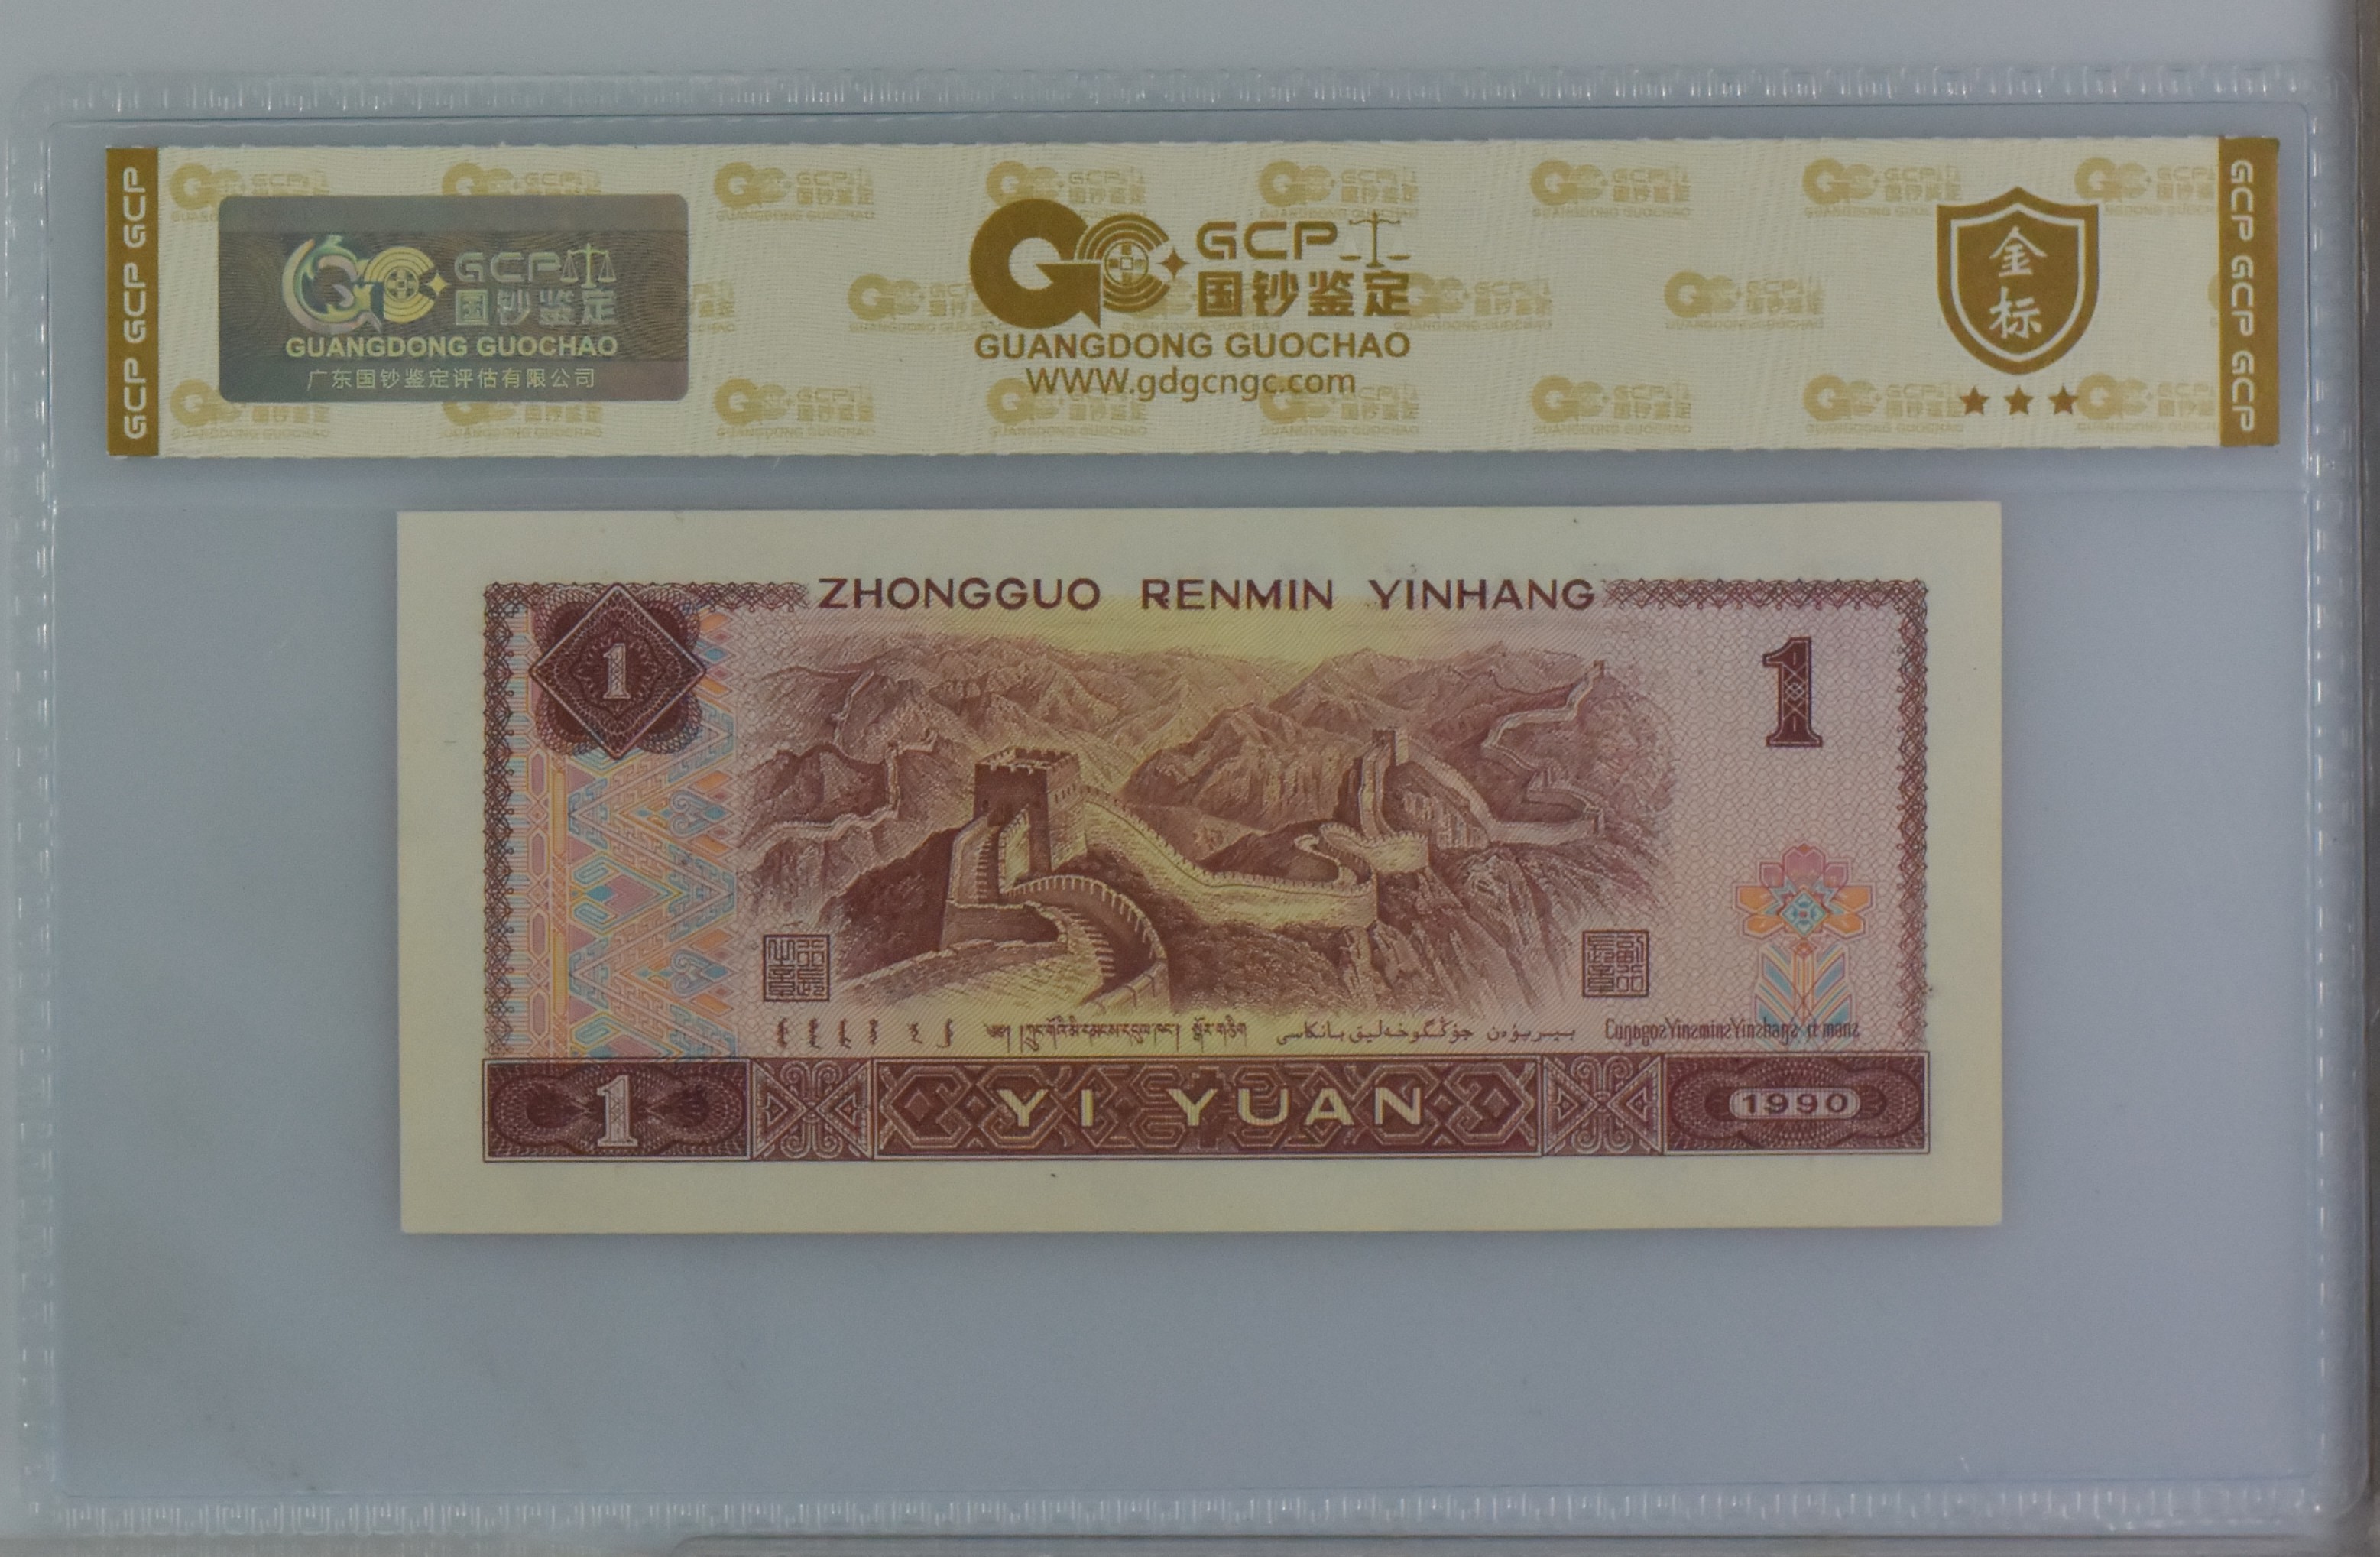 GCP GCP GCP
GCP
国钞鉴定
GUANGDONG GUOCHAO
广东国钞鉴定评估有限公司
GCP
国钞鉴定
GUANGDONG GUOCHAO
WWW.gdgcngc.com
金
标
GCP GCP GCP
ZHONGGUO RENMIN YINHANG
1
1
1
YI YUAN
1990